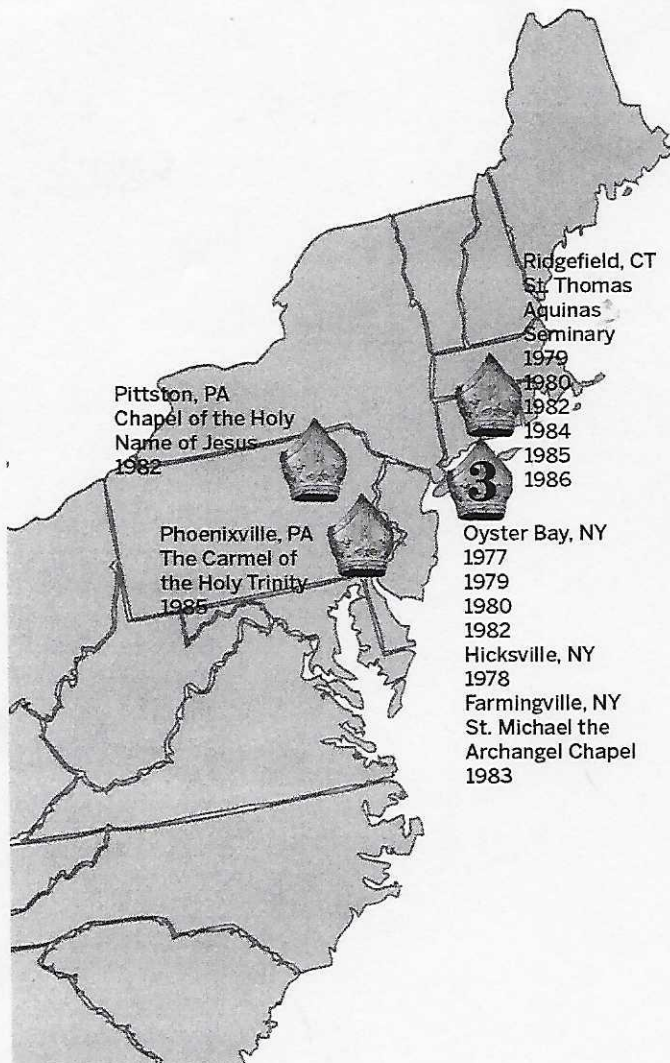 Ridgefield, CT
St. Thomas
Aquinas
Seminary
1979
1980
1982
1984
1985
1986
Pittston, PA
Chapel of the Holy
Name of Jesus
1982
3
Phoenixville, PA
The Carmel of
the Holy Trinity
1985
Oyster Bay, NY
1977
1979
1980
1982
Hicksville, NY
1978
Farmingville, NY
St. Michael the
Archangel Chapel
1983